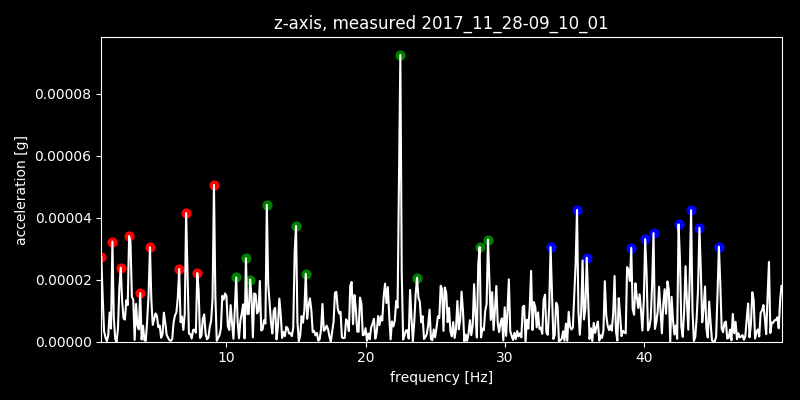 z-axis, measured 2017_11_28-09_10_01
acceleration [g]
0.00008
0.00006
0.00004
0.00002
0.00000
10 20 30 40
frequency [Hz]